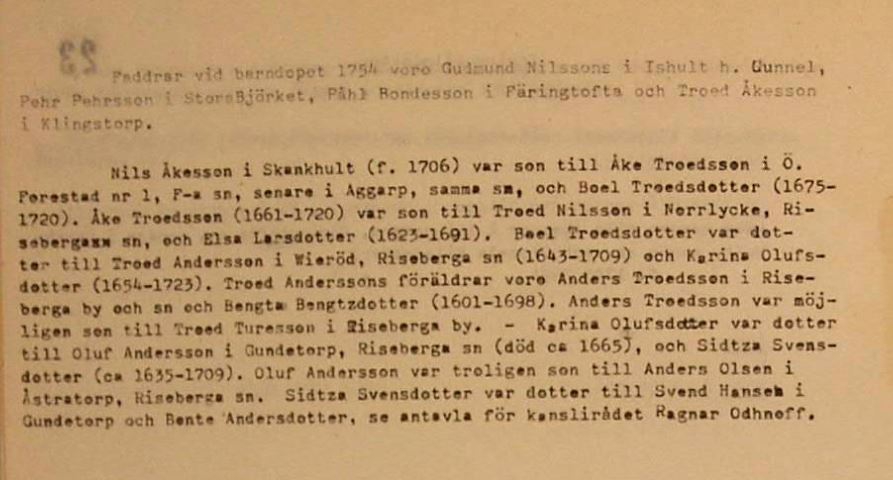 23
Faddrar vid barndopet 1754 voro Gudmund Nilssons i Ishult h. Gunnel,
Pehr Pehrsson i StoraBjörket, Påhl Bondesson i Färingtofta och Troed Åkesson
i Klingstorp.
Nils Åkesson i Skankhult (f. 1706) var son till Åke Troedsson i Ö.
Forestad nr 1, F-a sn, senare i Aggarp, samma sn, och Boel Troedsdotter (1675-
1720). Åke Troedsson (1661-1720) var son till Troed Nilsson i Norrlycke, Ri-
seberga sn, och Elsa Larsdotter (1623-1691). Boel Troedsdotter var dot-
ter till Troed Andersson i Wieröd, Riseberga sn (1643-1709) och Karina Olufs-
dotter (1654-1723). Troed Anderssons föräldrar voro Anders Troedsson i Rise-
berga by och sn och Bengta Bengtzdotter (1601-1698). Anders Troedsson var möj-
ligen son till Troed Turesson i Riseberga by. - Karina Olufsdotter var dotter
till Oluf Andersson i Gundetorp, Riseberga sn (död ca 1665), och Sidtza Svens-
dotter (ca 1635-1709). Oluf Andersson var troligen son till Anders Olsen i
Åstratorp, Riseberga sn. Sidtza Svensdotter var dotter till Svend Hansen i
Gundetorp och Bente Andersdotter, se antavla för kanslirådet Ragnar Odhnoff.